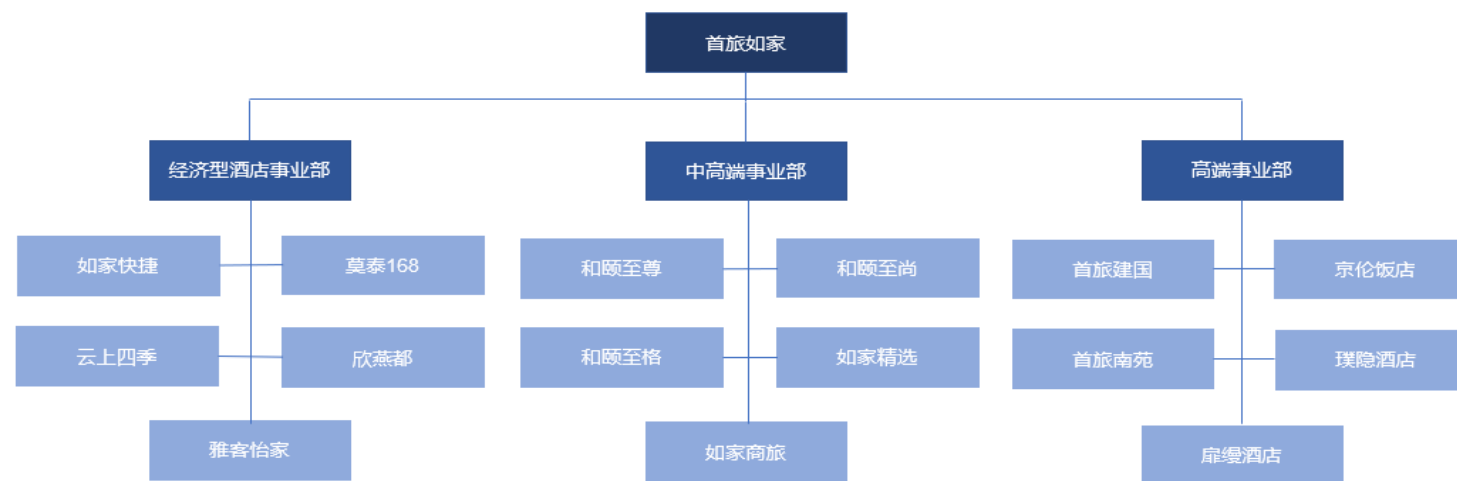 首旅如家
经济型酒店事业部
中高端事业部
高端事业部
如家快捷
莫泰168
和颐至尊
和颐至尚
首旅建国
京伦饭店
云上四季
欣燕都
和颐至格
如家精选
首旅南苑
璞隐酒店
雅客怡家
如家商旅
扉缦酒店